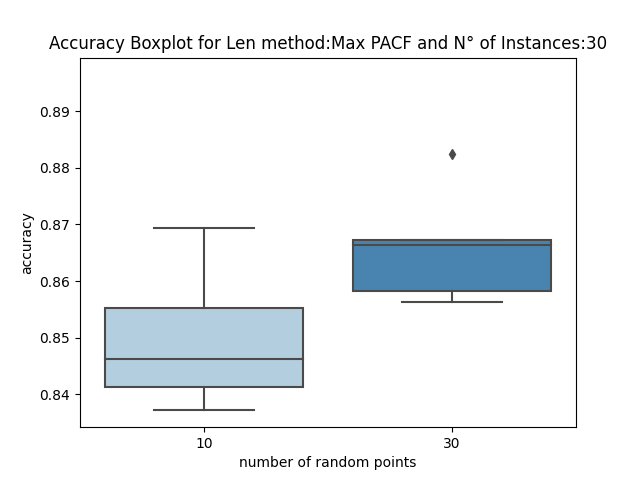 Accuracy Boxplot for Len method:Max PACF and N° of Instances:30
0.89
0.88
0.87
0.86
0.85
0.84
accuracy
10 30
number of random points